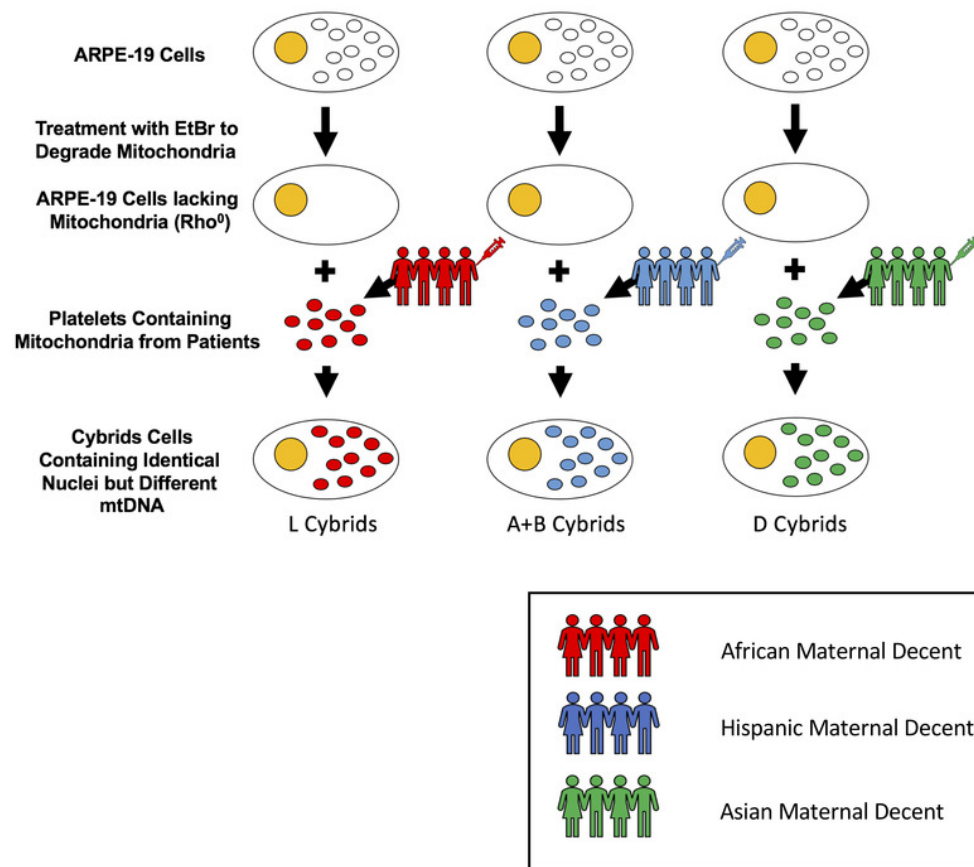 ARPE-19 Cells
Treatment with EtBr to
Degrade Mitochondria
ARPE-19 Cells lacking
Mitochondria (Rho⁰)
Platelets Containing
Mitochondria from Patients
Cybrids Cells
Containing Identical
Nuclei but Different
mtDNA
L Cybrids
A+B Cybrids
D Cybrids
African Maternal Decent
Hispanic Maternal Decent
Asian Maternal Decent